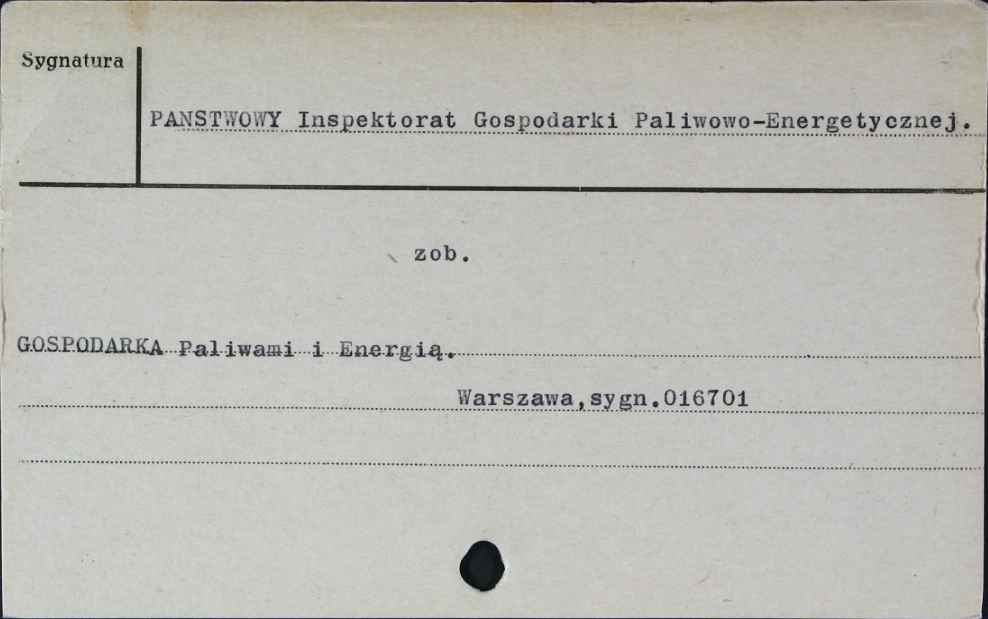 Sygnatura
PANSTWOWY Inspektorat Gospodarki Paliwowo-Energetycznej.
zob.
GOSPODARKA Paliwami i Energią.
Warszawa,sygn.016701